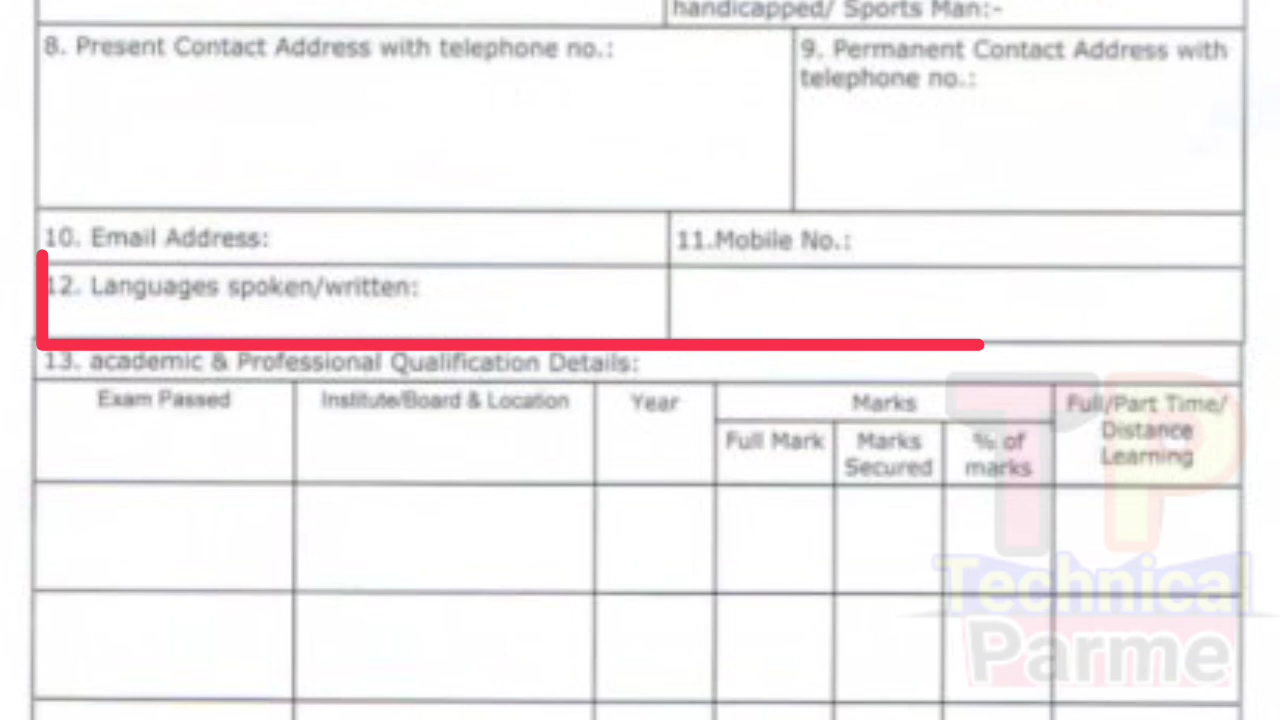 handicapped/ Sports Man:-
8. Present Contact Address with telephone no.:
9. Permanent Contact Address with
telephone no.:
10. Email Address:
11.Mobile No.:
12. Languages spoken/written:
13. academic & Professional Qualification Details:
Exam Passed
Institute/Board & Location
Year
Marks
Full Mark
Marks
Secured
% of
marks
Full/Part Time/
Distance
Learning
TP
Technical
Parme